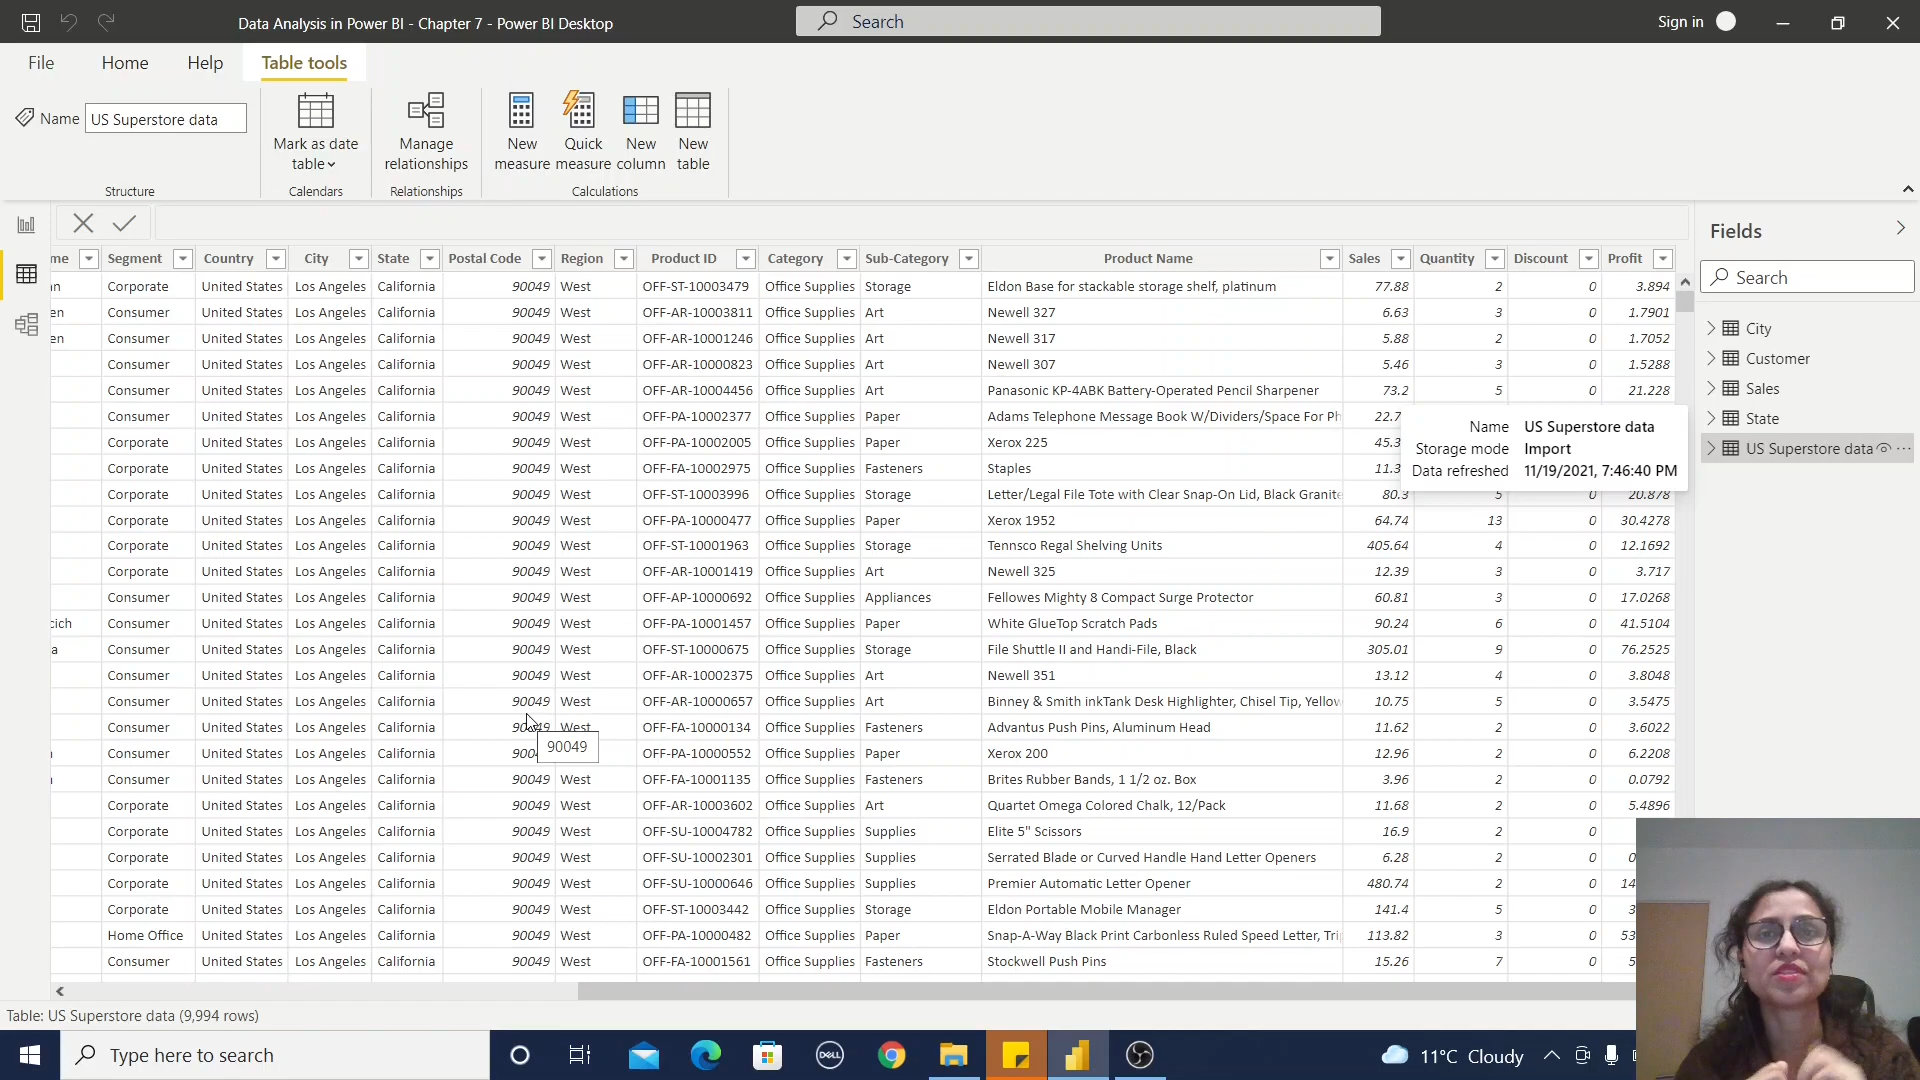 Data Analysis in Power BI - Chapter 7 - Power BI Desktop
Search
Sign in
File Home Help Table tools
Name US Superstore data
Mark as date table
Manage relationships
New measure
Quick measure
New column
New table
Structure Calendars Relationships Calculations
me Segment Country City State Postal Code Region Product ID Category Sub-Category Product Name Sales Quantity Discount Profit
n Corporate United States Los Angeles California 90049 West OFF-ST-10003479 Office Supplies Storage Eldon Base for stackable storage shelf, platinum 77.88 2 0 3.894
en Consumer United States Los Angeles California 90049 West OFF-AR-10003811 Office Supplies Art Newell 327 6.63 3 0 1.7901
en Consumer United States Los Angeles California 90049 West OFF-AR-10001246 Office Supplies Art Newell 317 5.88 2 0 1.7052
Consumer United States Los Angeles California 90049 West OFF-AR-10000823 Office Supplies Art Newell 307 5.46 3 0 1.5288
Consumer United States Los Angeles California 90049 West OFF-AR-10004456 Office Supplies Art Panasonic KP-4ABK Battery-Operated Pencil Sharpener 73.2 5 0 21.228
Consumer United States Los Angeles California 90049 West OFF-PA-10002377 Office Supplies Paper Adams Telephone Message Book W/Dividers/Space For Ph 22.7
Corporate United States Los Angeles California 90049 West OFF-PA-10002005 Office Supplies Paper Xerox 225 45.3
Consumer United States Los Angeles California 90049 West OFF-FA-10002975 Office Supplies Fasteners Staples 11.3
Consumer United States Los Angeles California 90049 West OFF-ST-10003996 Office Supplies Storage Letter/Legal File Tote with Clear Snap-On Lid, Black Granite 80.3 5 0 20.878
Corporate United States Los Angeles California 90049 West OFF-PA-10000477 Office Supplies Paper Xerox 1952 64.74 13 0 30.4278
Corporate United States Los Angeles California 90049 West OFF-ST-10001963 Office Supplies Storage Tennsco Regal Shelving Units 405.64 4 0 12.1692
Corporate United States Los Angeles California 90049 West OFF-AR-10001419 Office Supplies Art Newell 325 12.39 3 0 3.717
Consumer United States Los Angeles California 90049 West OFF-AP-10000692 Office Supplies Appliances Fellowes Mighty 8 Compact Surge Protector 60.81 3 0 17.0268
cich Consumer United States Los Angeles California 90049 West OFF-PA-10001457 Office Supplies Paper White GlueTop Scratch Pads 90.24 6 0 41.5104
a Consumer United States Los Angeles California 90049 West OFF-ST-10000675 Office Supplies Storage File Shuttle II and Handi-File, Black 305.01 9 0 76.2525
Consumer United States Los Angeles California 90049 West OFF-AR-10002375 Office Supplies Art Newell 351 13.12 4 0 3.8048
Consumer United States Los Angeles California 90049 West OFF-AR-10000657 Office Supplies Art Binney & Smith inkTank Desk Highlighter, Chisel Tip, Yellow 10.75 5 0 3.5475
Consumer United States Los Angeles California 90049 West OFF-FA-10000134 Office Supplies Fasteners Advantus Push Pins, Aluminum Head 11.62 2 0 3.6022
Consumer United States Los Angeles California 900 OFF-PA-10000552 Office Supplies Paper Xerox 200 12.96 2 0 6.2208
90049
Consumer United States Los Angeles California 90049 West OFF-FA-10001135 Office Supplies Fasteners Brites Rubber Bands, 1 1/2 oz. Box 3.96 2 0 0.0792
Corporate United States Los Angeles California 90049 West OFF-AR-10003602 Office Supplies Art Quartet Omega Colored Chalk, 12/Pack 11.68 2 0 5.4896
Corporate United States Los Angeles California 90049 West OFF-SU-10004782 Office Supplies Supplies Elite 5" Scissors 16.9 2 0
Corporate United States Los Angeles California 90049 West OFF-SU-10002301 Office Supplies Supplies Serrated Blade or Curved Handle Hand Letter Openers 6.28 2 0 0
Corporate United States Los Angeles California 90049 West OFF-SU-10000646 Office Supplies Supplies Premier Automatic Letter Opener 480.74 2 0 14
Corporate United States Los Angeles California 90049 West OFF-ST-10003442 Office Supplies Storage Eldon Portable Mobile Manager 141.4 5 0 3
Home Office United States Los Angeles California 90049 West OFF-PA-10000482 Office Supplies Paper Snap-A-Way Black Print Carbonless Ruled Speed Letter, Tri 113.82 3 0 53
Consumer United States Los Angeles California 90049 West OFF-FA-10001561 Office Supplies Fasteners Stockwell Push Pins 15.26 7 0 5
Name US Superstore data
Storage mode Import
Data refreshed 11/19/2021, 7:46:40 PM
Fields
Search
City
Customer
Sales
State
US Superstore data
Table: US Superstore data (9,994 rows)
Type here to search
DELL
11°C Cloudy